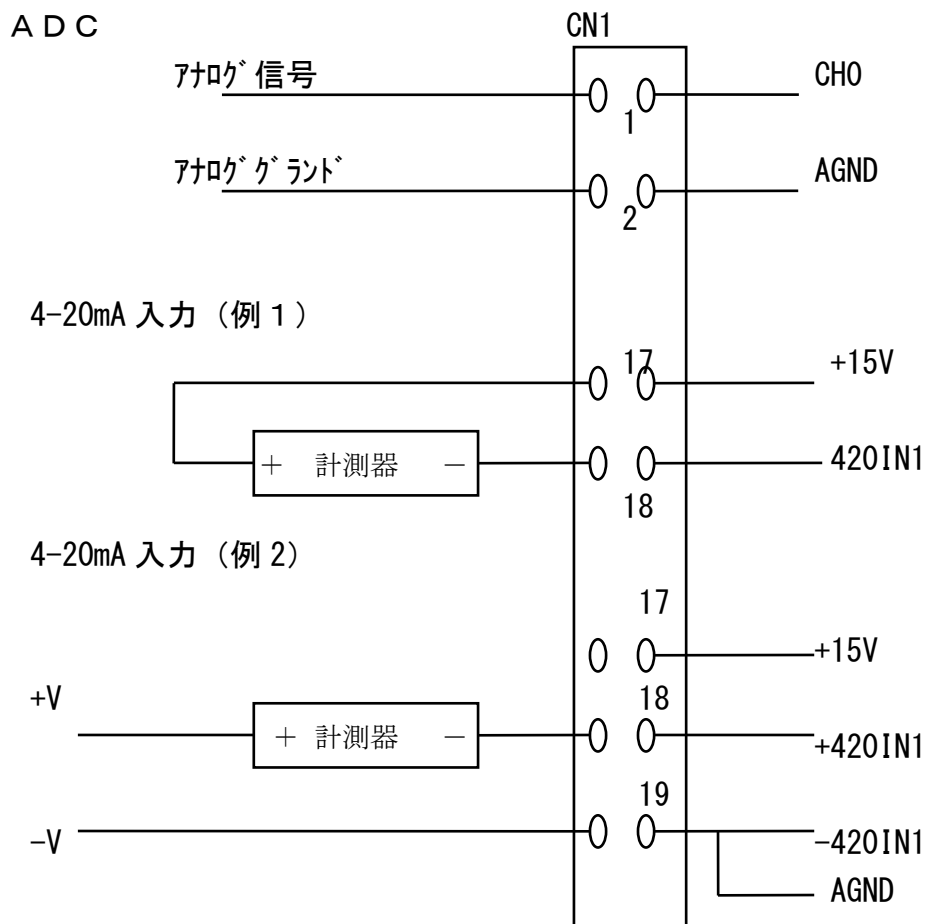 ＡＤＣ
CN1
ｱﾅﾛｸﾞ信号
CH0
1
ｱﾅﾛｸﾞｸﾞﾗﾝﾄﾞ
AGND
2
4-20mA 入力（例１）
17
+15V
＋ 計測器 －
420IN1
18
4-20mA 入力（例 2）
17
+15V
+V
18
＋ 計測器 －
+420IN1
19
-V
-420IN1
AGND